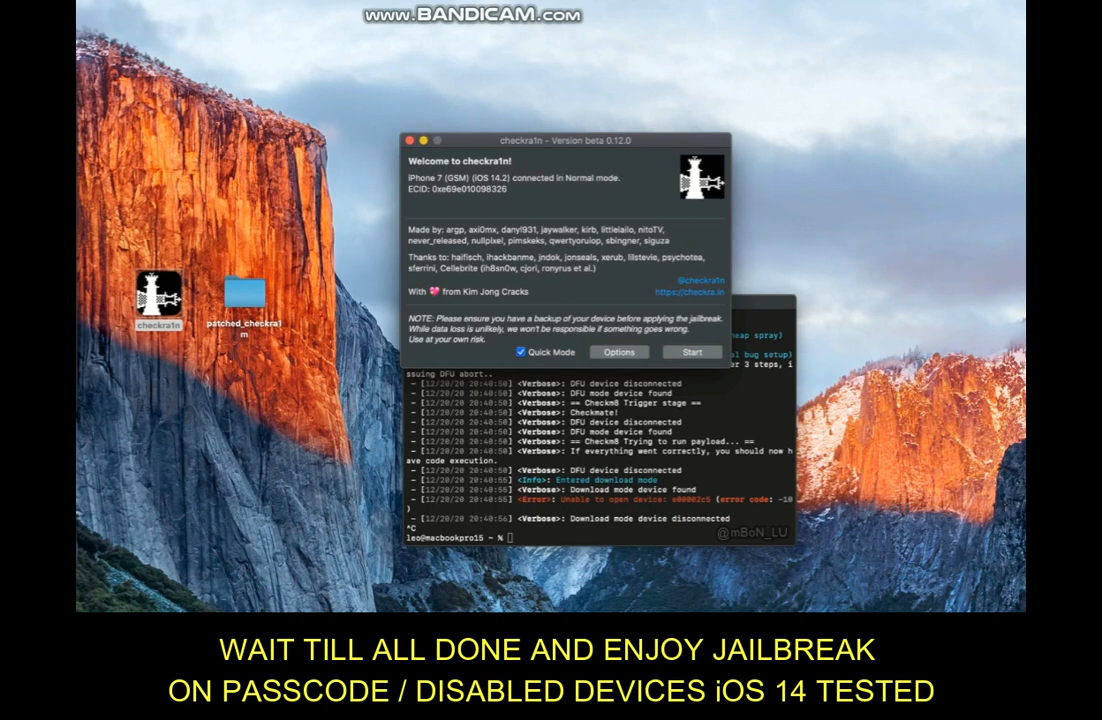 www.BANDICAM.com
checkra1n - Version beta 0.12.0
Welcome to checkra1n!
iPhone 7 (GSM) (iOS 14.2) connected in Normal mode.
ECID: 0xe69e010098326
Made by: argp, axi0mx, danyl931, jaywalker, kirb, littlelailo, nitoTV,
never_released, nullpixel, pimskeks, qwertyoruiop, sbingner, siguza
Thanks to: haifisch, ihackbanme, jndok, jonseals, xerub, lilstevie, psychotea,
sferrini, Cellebrite (ih8sn0w, cjori, ronyrus et al.)
@checkra1n
With from Kim Jong Cracks
https://checkra.in
NOTE: Please ensure you have a backup of your device before applying the jailbreak.
While data loss is unlikely, we won't be responsible if something goes wrong.
Use at your own risk.
Quick Mode
Options
Start
checkra1n
patched_checkra1
n
heap spray)
al bug setup)
er 3 steps, i
ssuing DFU abort..
- [12/20/20 20:40:50] <Verbose>: DFU device disconnected
- [12/20/20 20:40:50] <Verbose>: DFU mode device found
- [12/20/20 20:40:50] <Verbose>: == Checkm8 Trigger stage ==
- [12/20/20 20:40:50] <Verbose>: Checkmate!
- [12/20/20 20:40:50] <Verbose>: DFU device disconnected
- [12/20/20 20:40:50] <Verbose>: DFU mode device found
- [12/20/20 20:40:50] <Verbose>: == Checkm8 Trying to run payload... ==
- [12/20/20 20:40:50] <Verbose>: If everything went correctly, you should now h
ave code execution.
- [12/20/20 20:40:50] <Verbose>: DFU device disconnected
- [12/20/20 20:40:55] <Info>: Entered download mode
- [12/20/20 20:40:55] <Verbose>: Download mode device found
- [12/20/20 20:40:55] <Error>: Unable to open device: e00002c5 (error code: -10
)
- [12/20/20 20:40:56] <Verbose>: Download mode device disconnected
^C
leo@macbookpro15 ~ %
@mBoN_LU
WAIT TILL ALL DONE AND ENJOY JAILBREAK
ON PASSCODE / DISABLED DEVICES iOS 14 TESTED